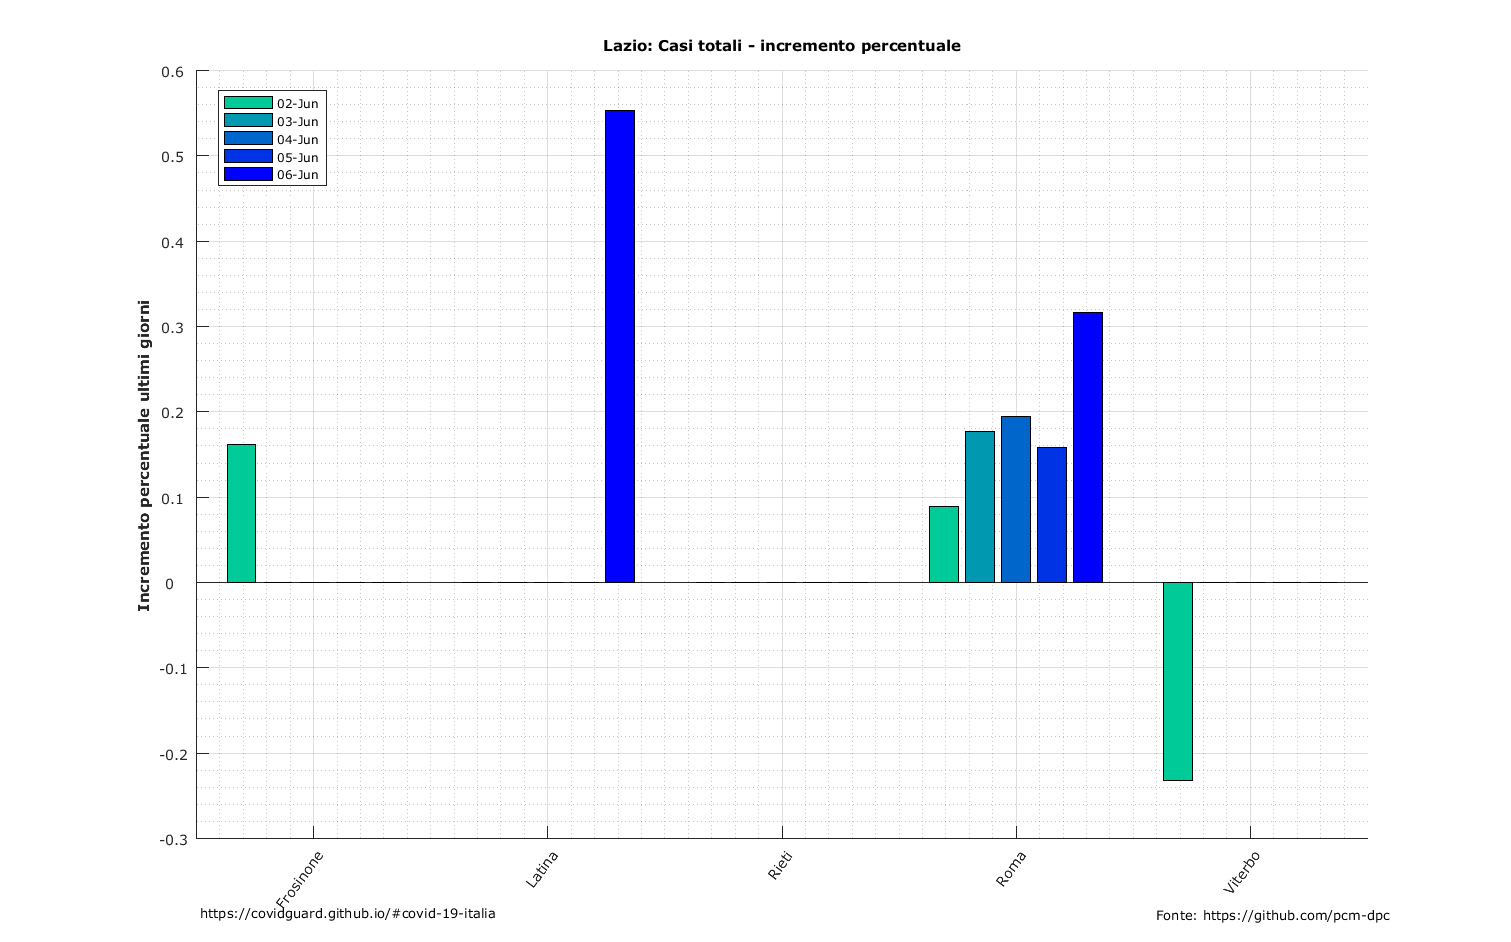 Lazio: Casi totali - incremento percentuale
0.6
0.5
0.4
0.3
0.2
0.1
0
-0.1
-0.2
-0.3
Incremento percentuale ultimi giorni
02-Jun
03-Jun
04-Jun
05-Jun
06-Jun
Frosinone
Latina
Rieti
Roma
Viterbo
https://covidguard.github.io/#covid-19-italia
Fonte: https://github.com/pcm-dpc